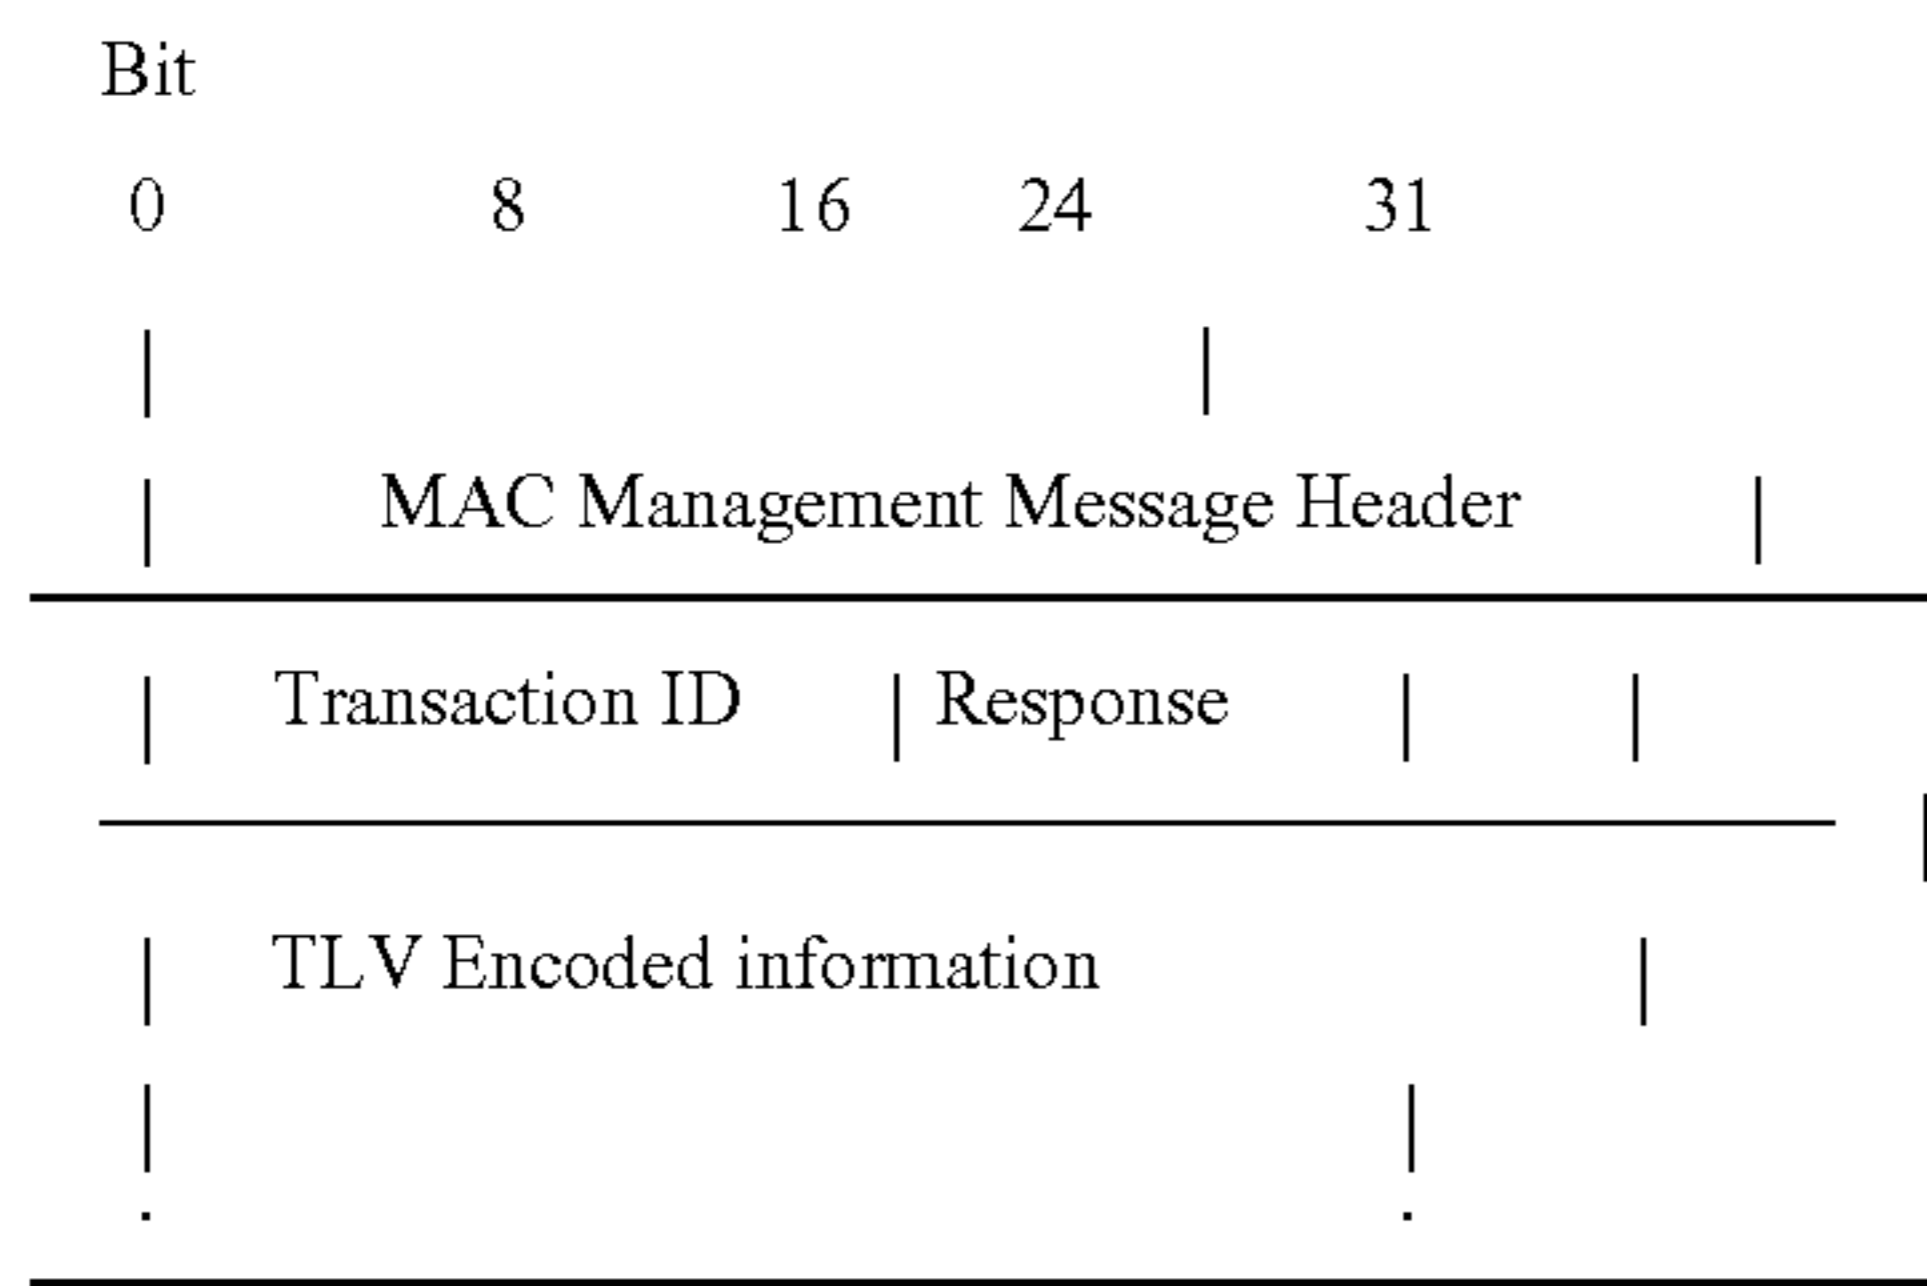 Bit
0 8 16 24 31
| |
| MAC Management Message Header |
| Transaction ID | Response | |
| TLV Encoded information |
| |
. .